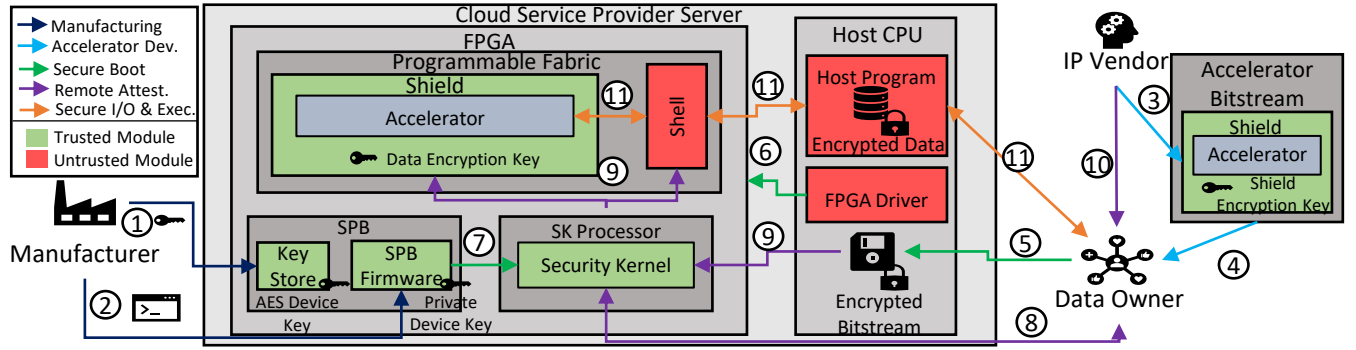 Manufacturing
Accelerator Dev.
Secure Boot
Remote Attest.
Secure I/O & Exec.
Trusted Module
Untrusted Module
Cloud Service Provider Server
FPGA
Programmable Fabric
Shield
Accelerator
Data Encryption Key
11
Shell
9
11
6
Host CPU
Host Program
Encrypted Data
FPGA Driver
Encrypted
Bitstream
9
5
8
11
10
IP Vendor
3
Accelerator
Bitstream
Shield
Accelerator
Shield
Encryption Key
4
Data Owner
1
Manufacturer
2
>_
SPB
Key
Store
AES Device
Key
SPB
Firmware
Private
Device Key
7
SK Processor
Security Kernel